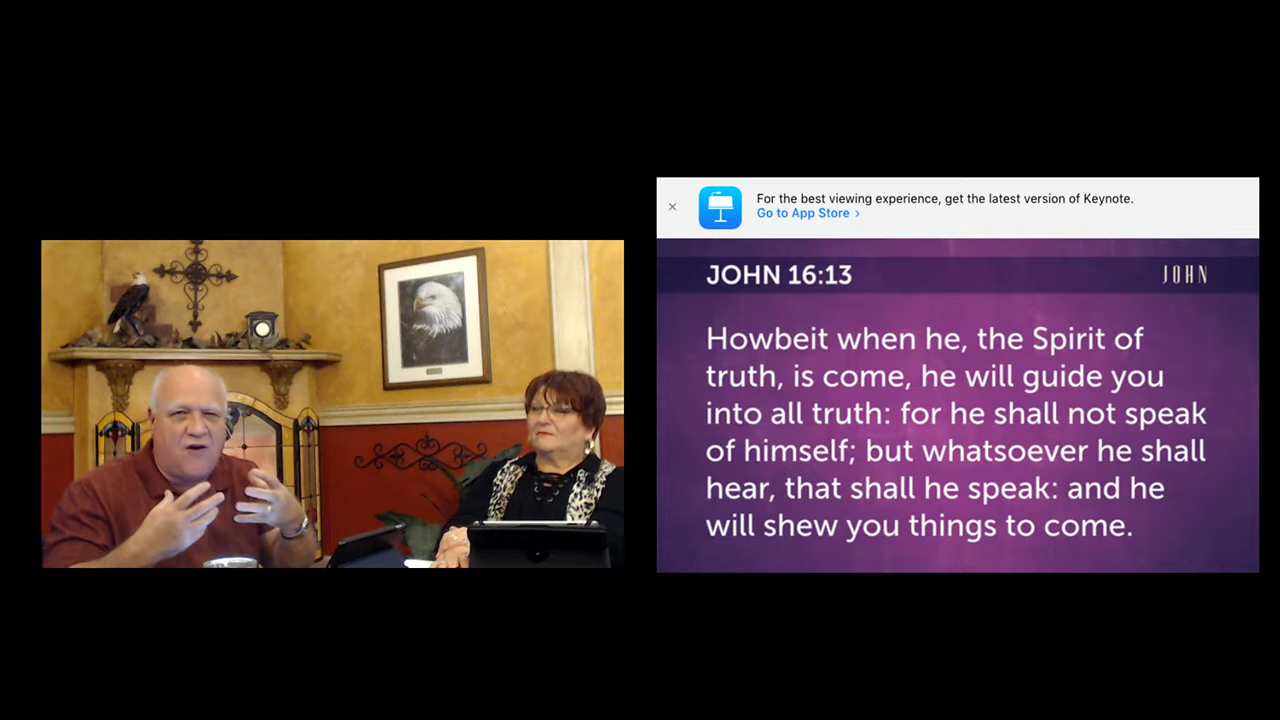 For the best viewing experience, get the latest version of Keynote.
Go to App Store >
JOHN 16:13
JOHN
Howbeit when he, the Spirit of
truth, is come, he will guide you
into all truth: for he shall not speak
of himself; but whatsoever he shall
hear, that shall he speak: and he
will shew you things to come.